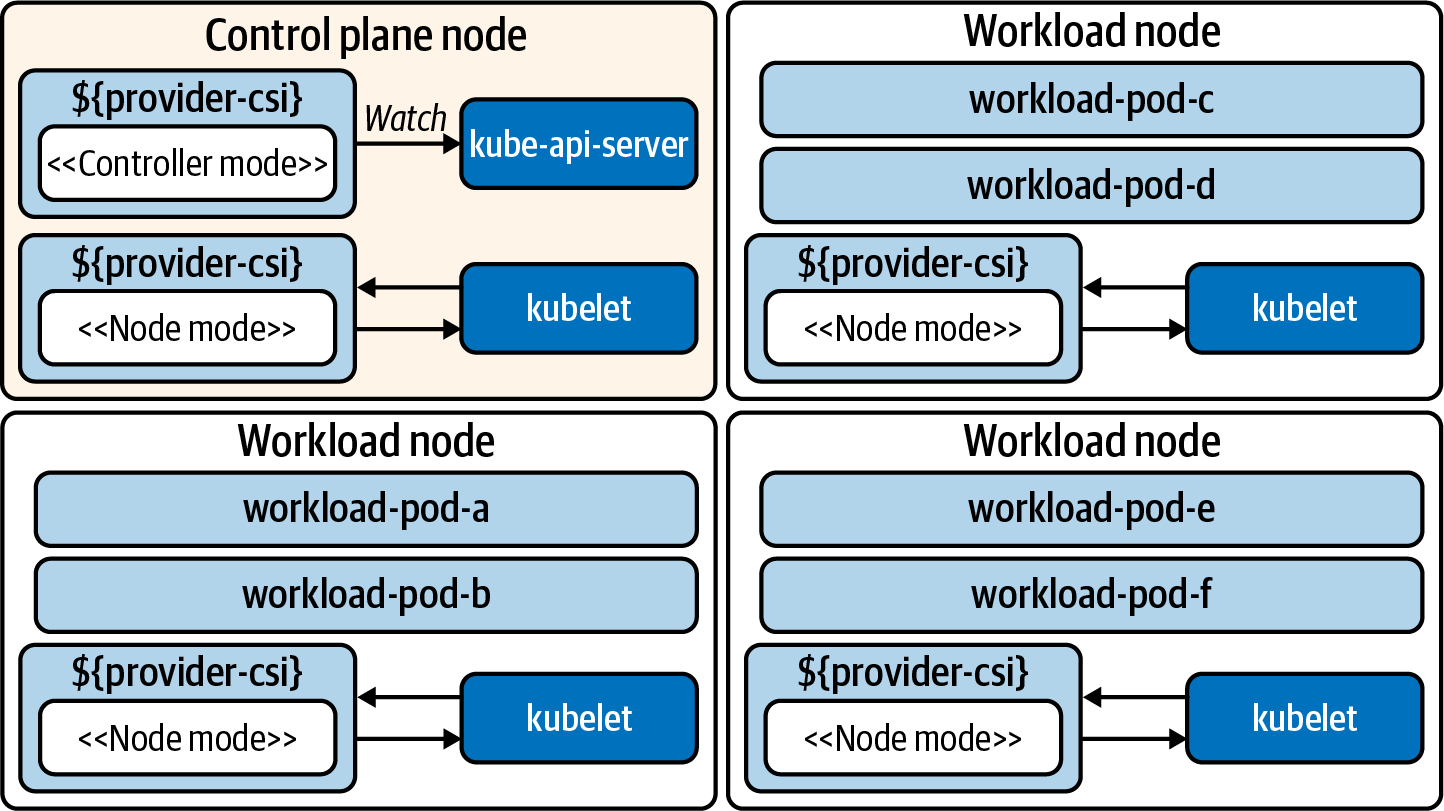 Control plane node
${provider-csi}
<<Controller mode>>
Watch
kube-api-server
${provider-csi}
<<Node mode>>
kubelet
Workload node
workload-pod-c
workload-pod-d
${provider-csi}
<<Node mode>>
kubelet
Workload node
workload-pod-a
workload-pod-b
${provider-csi}
<<Node mode>>
kubelet
Workload node
workload-pod-e
workload-pod-f
${provider-csi}
<<Node mode>>
kubelet